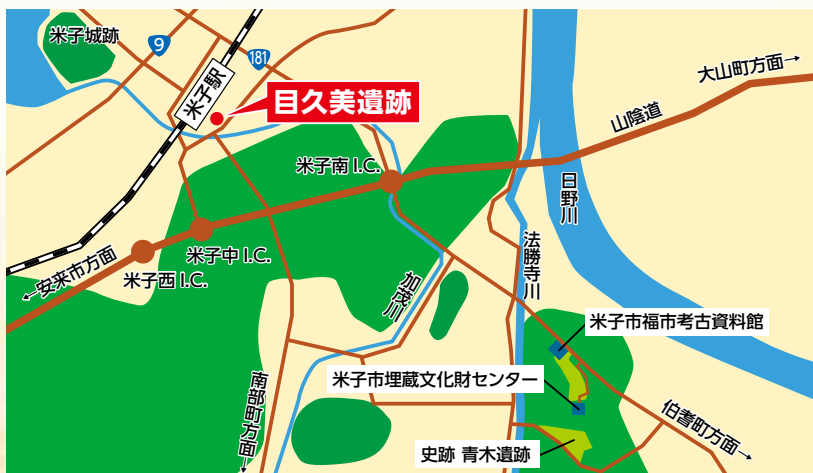 米子城跡
9
181
米子駅
目久美遺跡
大山町方面→
山陰道
米子南 I.C.
日野川
米子中 I.C.
米子西 I.C.
←安来市方面
法勝寺川
加茂川
米子市福市考古資料館
米子市埋蔵文化財センター
南部町方面→
伯耆町方面→
史跡 青木遺跡